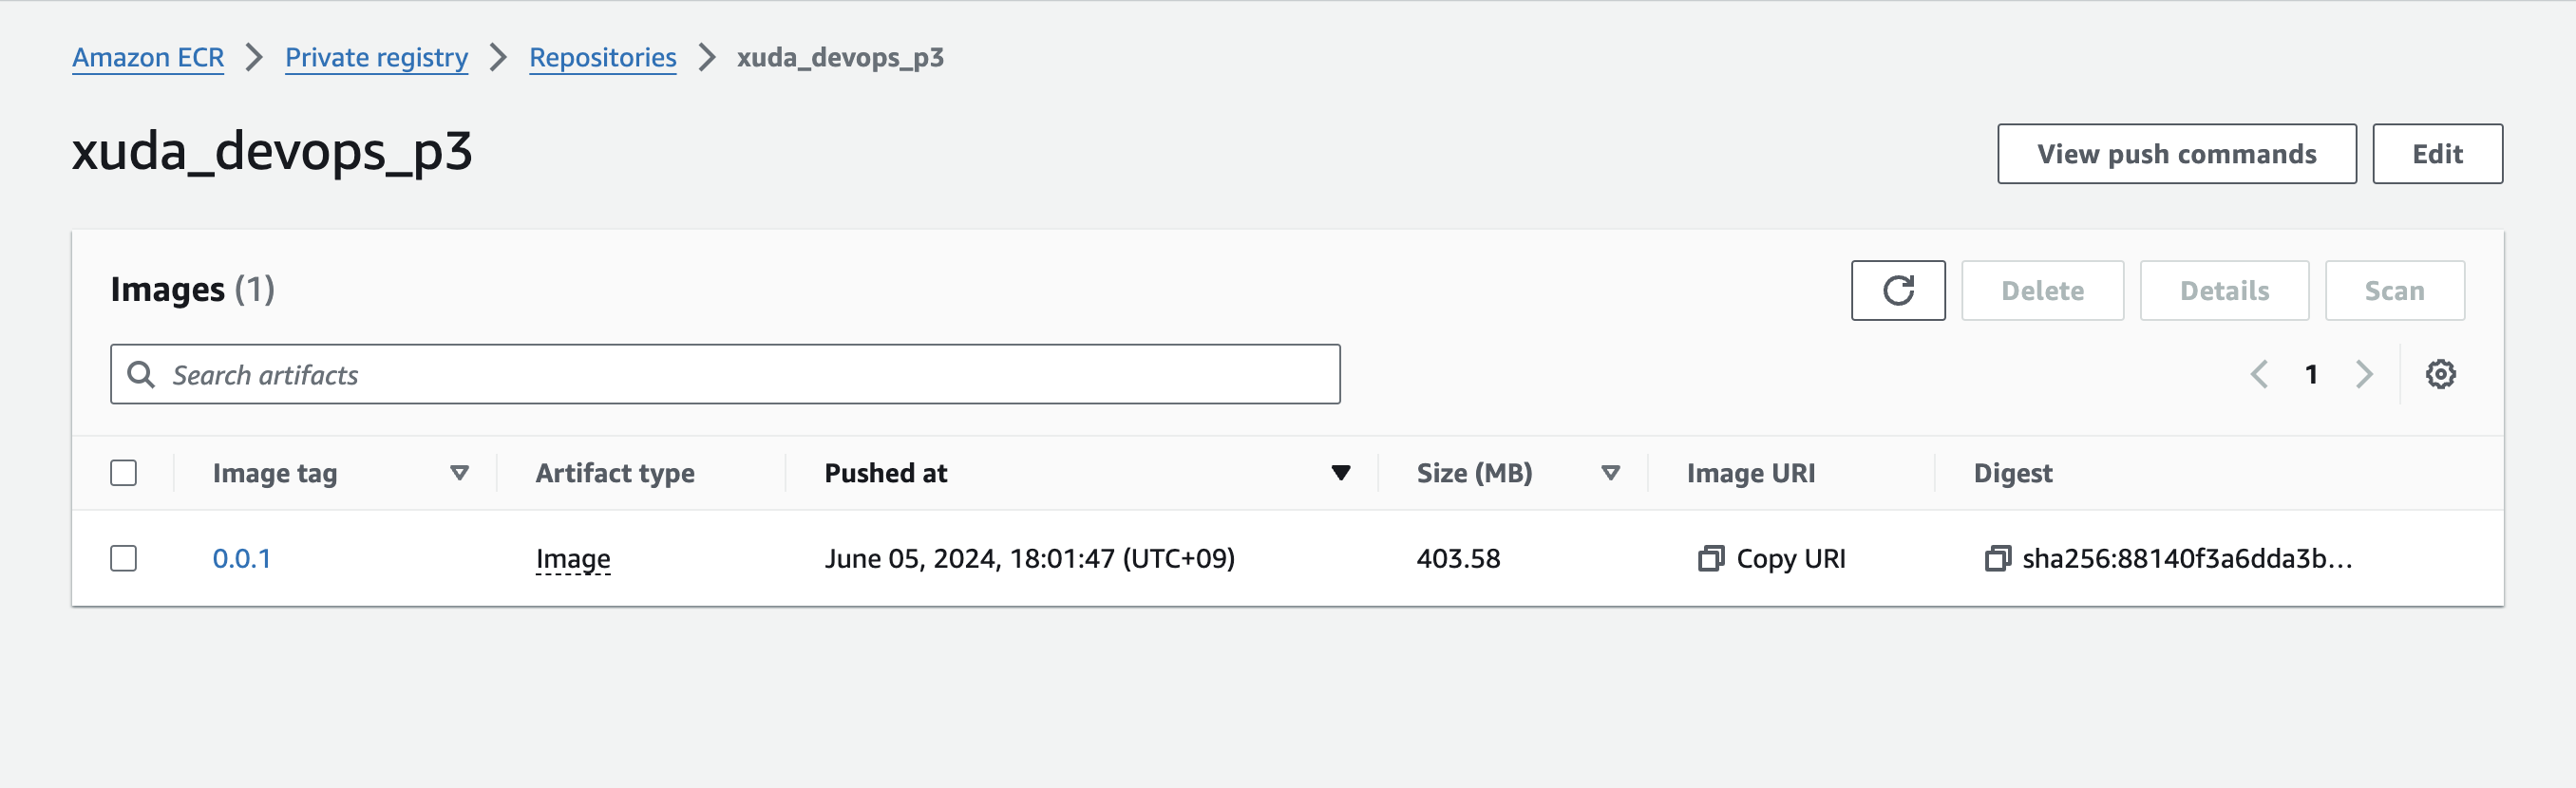 Amazon ECR > Private registry > Repositories > xuda_devops_p3
xuda_devops_p3
View push commands
Edit
Images (1)
Delete
Details
Scan
Search artifacts
1
Image tag Artifact type Pushed at Size (MB) Image URI Digest
0.0.1 Image June 05, 2024, 18:01:47 (UTC+09) 403.58 Copy URI sha256:88140f3a6dda3b...